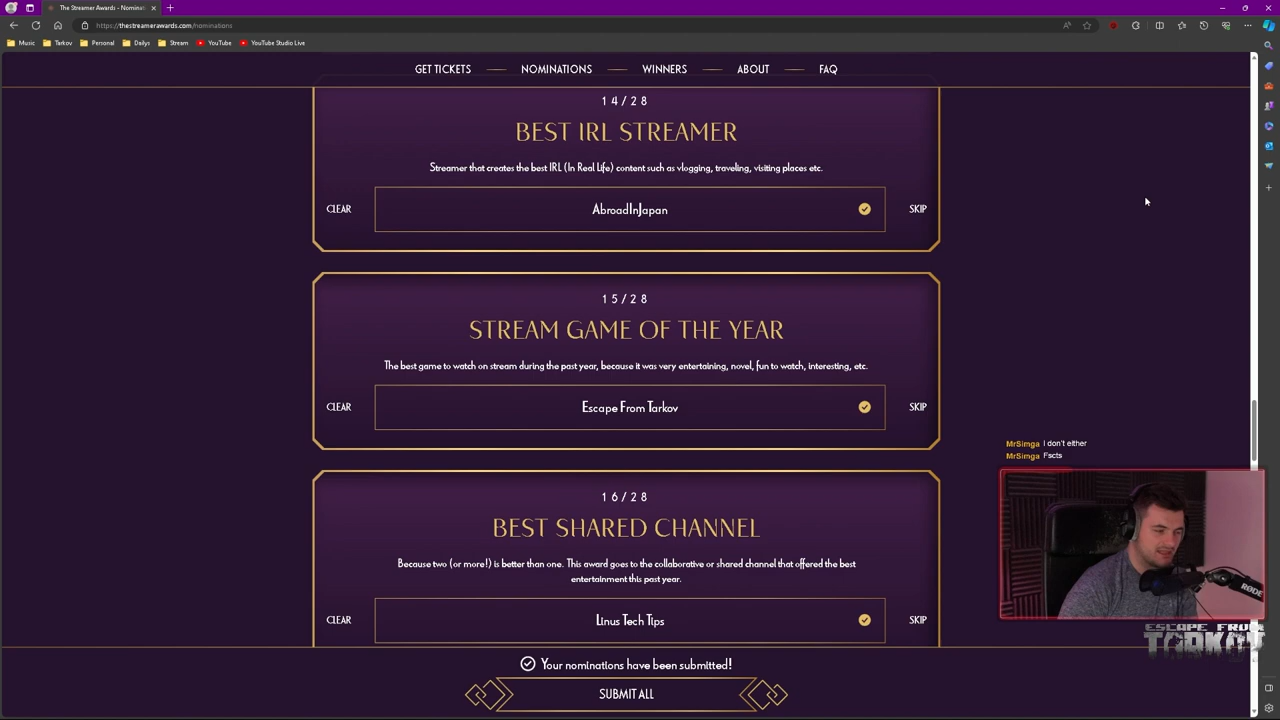 The Streamer Awards - Nominat
https://thestreamerawards.com/nominations
Music Tarkov Personal Dailys Stream YouTube YouTube Studio Live
GET TICKETS NOMINATIONS WINNERS ABOUT FAQ
14/28
BEST IRL STREAMER
Streamer that creates the best IRL (In Real Life) content such as vlogging, traveling, visiting places etc.
CLEAR AbroadInJapan SKIP
15/28
STREAM GAME OF THE YEAR
The best game to watch on stream during the past year, because it was very entertaining, novel, fun to watch, interesting, etc.
CLEAR Escape From Tarkov SKIP
MrSimga I don't either
MrSimga Fscts
16/28
BEST SHARED CHANNEL
Because two (or more!) is better than one. This award goes to the collaborative or shared channel that offered the best
entertainment this past year.
CLEAR Linus Tech Tips SKIP
RØDE
ESCAPE FROM
TARKOV
Your nominations have been submitted!
SUBMIT ALL